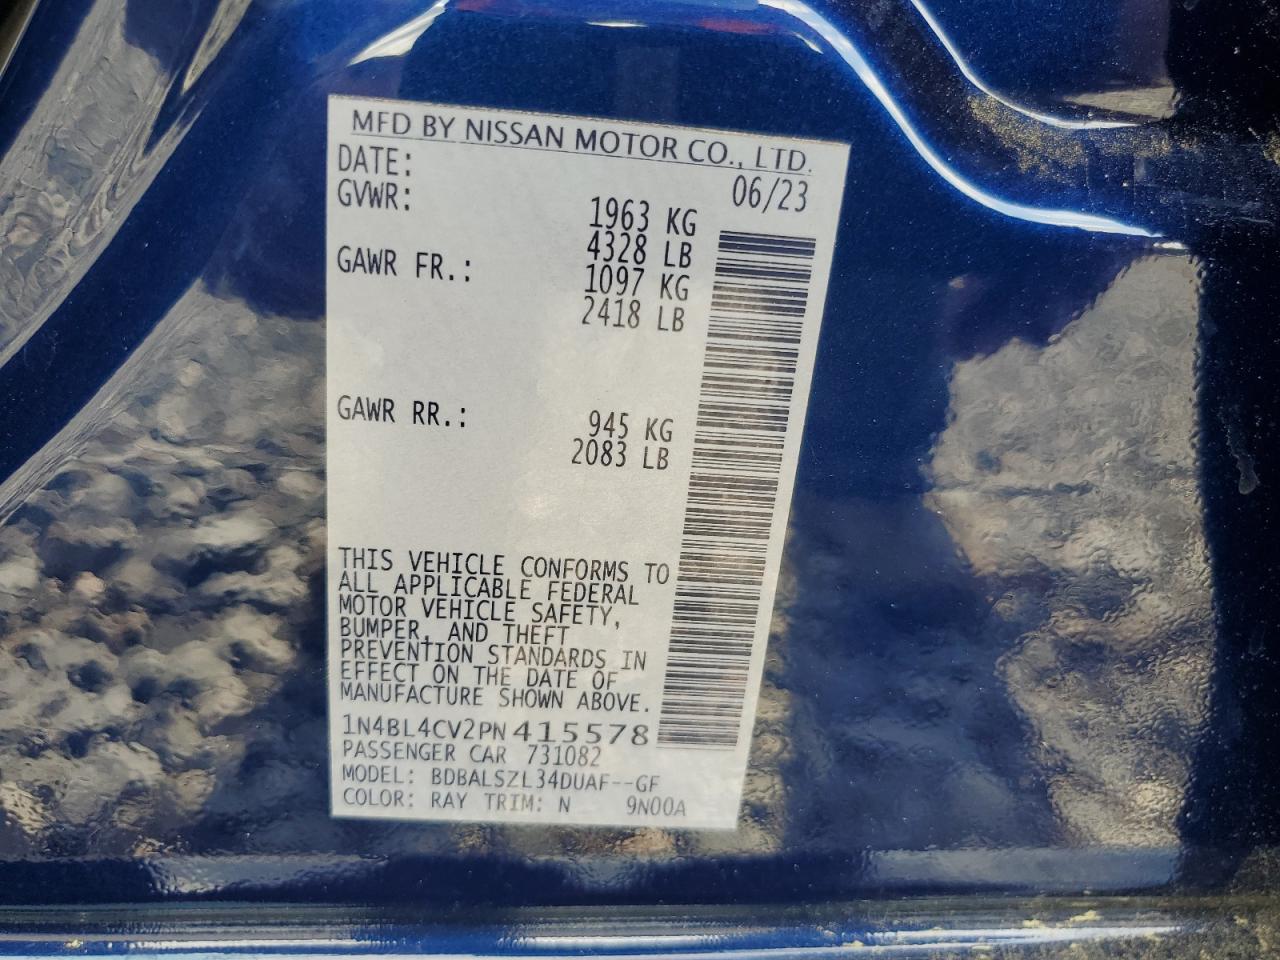 MFD BY NISSAN MOTOR CO., LTD.
DATE: 06/23
GVWR: 1963 KG
4328 LB
GAWR FR.: 1097 KG
2418 LB
GAWR RR.: 945 KG
2083 LB
THIS VEHICLE CONFORMS TO
ALL APPLICABLE FEDERAL
MOTOR VEHICLE SAFETY,
BUMPER, AND THEFT
PREVENTION STANDARDS IN
EFFECT ON THE DATE OF
MANUFACTURE SHOWN ABOVE.
1N4BL4CV2PN415578
PASSENGER CAR 731082
MODEL: BDBALSZL34DUAF--GF
COLOR: RAY TRIM: N 9N00A